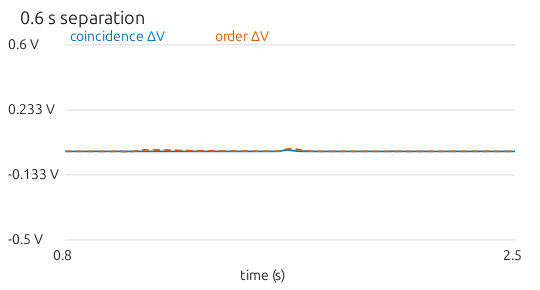 0.6 s separation
coincidence ΔV order ΔV
0.6 V
0.233 V
-0.133 V
-0.5 V
0.8 2.5
time (s)